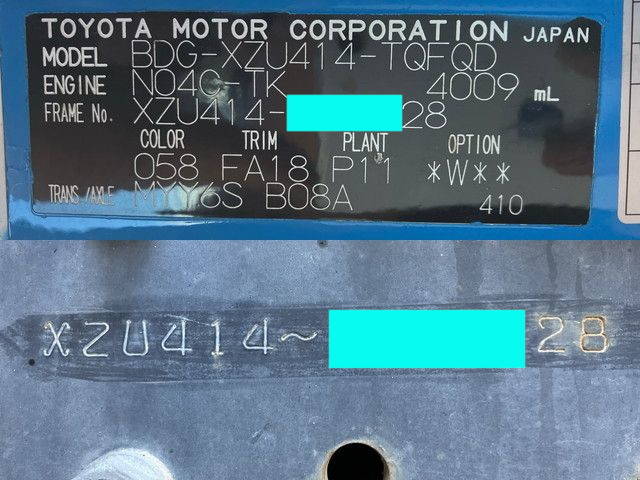 TOYOTA MOTOR CORPORATION JAPAN
MODEL BDG-XZU414-TQFQD
ENGINE N04C-TK 4009 mL
FRAME No. XZU414- 28
COLOR TRIM PLANT OPTION
058 FA18 P11 *W**
TRANS/AXLE MYY6S B08A 410
XZU414~ 28